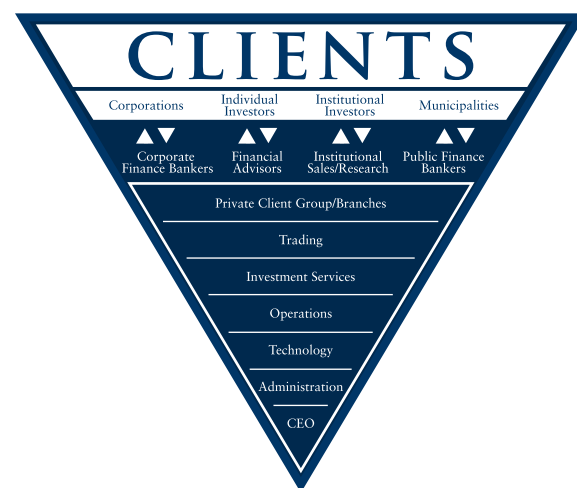 CLIENTS
Corporations
Individual
Investors
Institutional
Investors
Municipalities
Corporate
Finance Bankers
Financial
Advisors
Institutional
Sales/Research
Public Finance
Bankers
Private Client Group/Branches
Trading
Investment Services
Operations
Technology
Administration
CEO